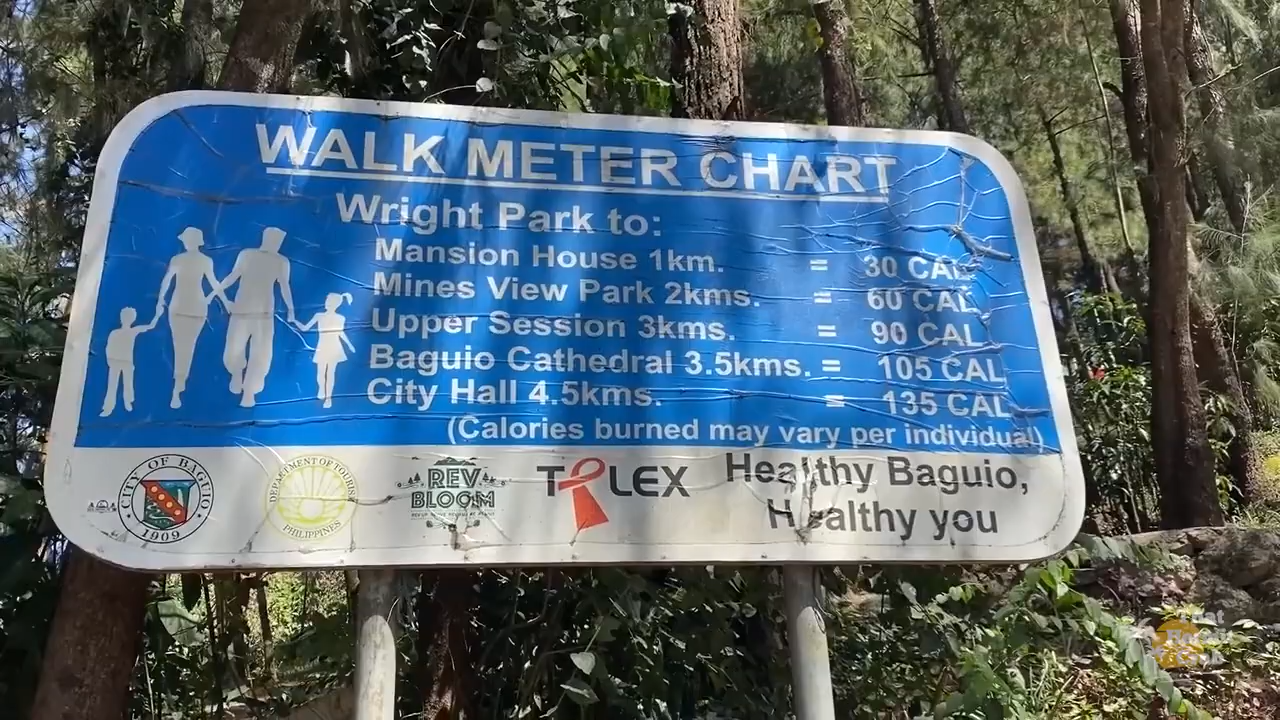 WALK METER CHART
Wright Park to:
Mansion House 1km. = 30 CAL
Mines View Park 2kms. = 60 CAL
Upper Session 3kms. = 90 CAL
Baguio Cathedral 3.5kms. = 105 CAL
City Hall 4.5kms. = 135 CAL
(Calories burned may vary per individual)
CITY OF BAGUIO
1909
DEPARTMENT OF TOURISM
PHILIPPINES
REV
BLOOM
TALEX
Healthy Baguio,
Healthy you